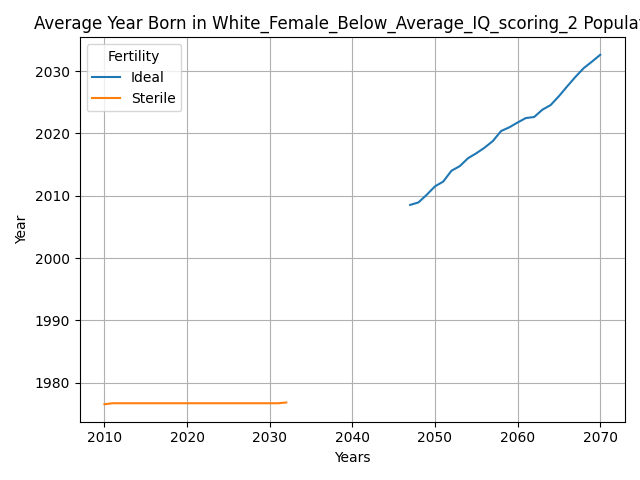 Average Year Born in White_Female_Below_Average_IQ_scoring_2 Populat
Fertility
Ideal
Sterile
2030
2020
2010
2000
1990
1980
Year
2010 2020 2030 2040 2050 2060 2070
Years